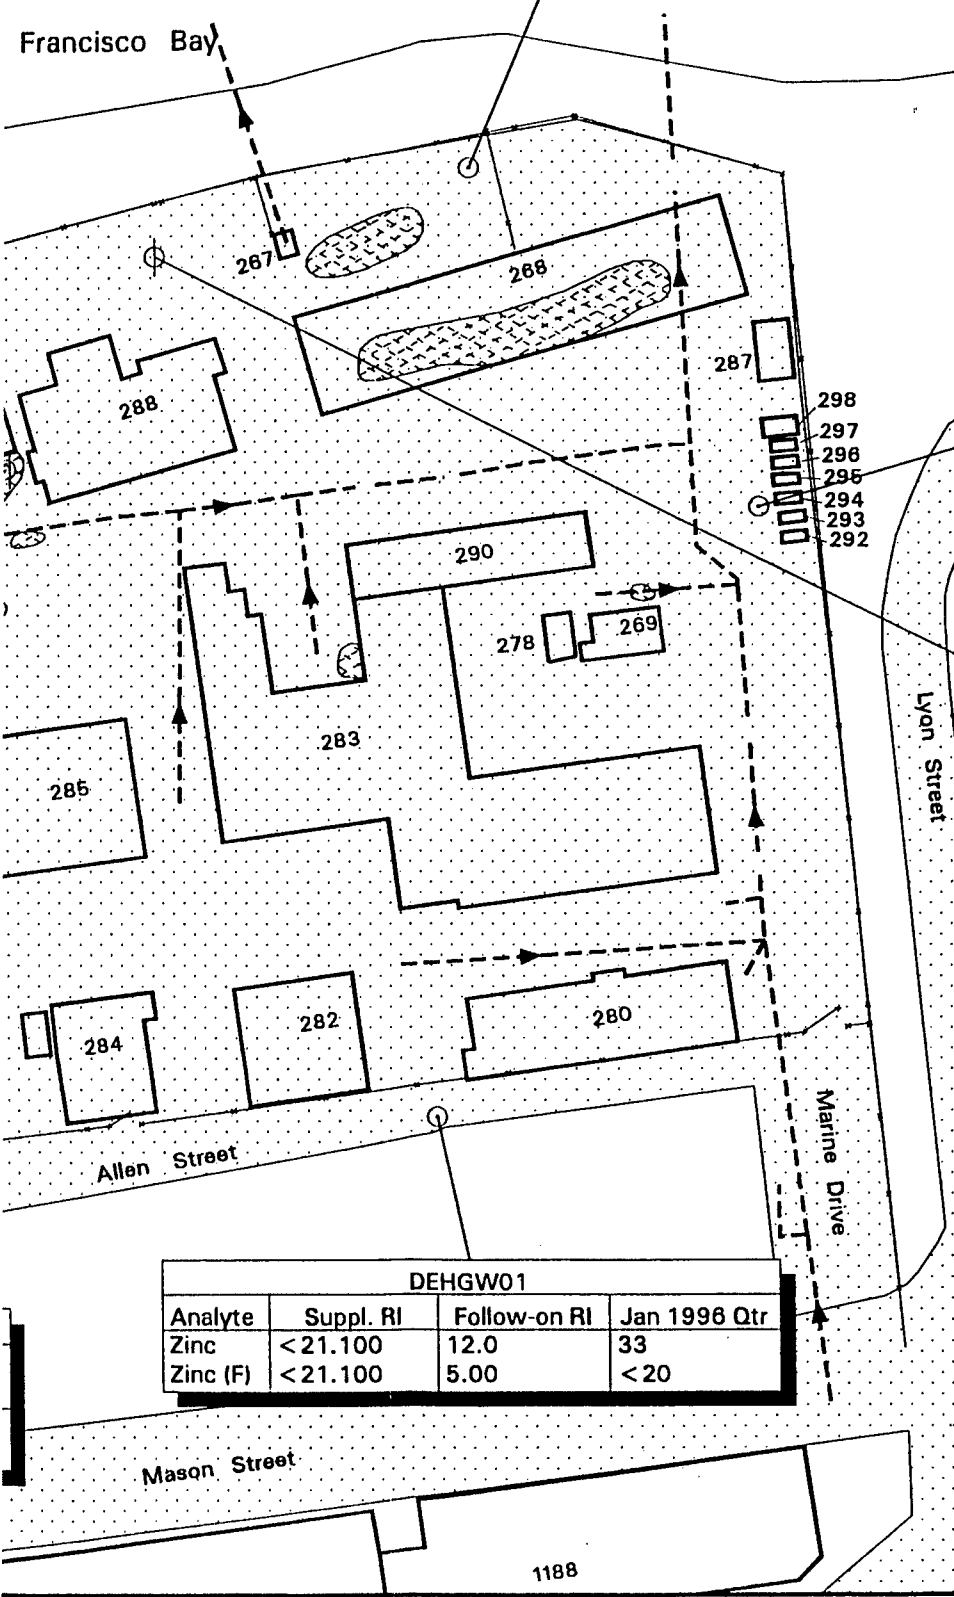 Francisco Bay
267
268
287
288
298
297
296
295
294
293
292
290
278
269
283
285
Lyon Street
284
282
280
Marine Drive
Allen Street
DEHGW01
Analyte Suppl. RI Follow-on RI Jan 1996 Qtr
Zinc <21.100 12.0 33
Zinc (F) <21.100 5.00 <20
Mason Street
1188